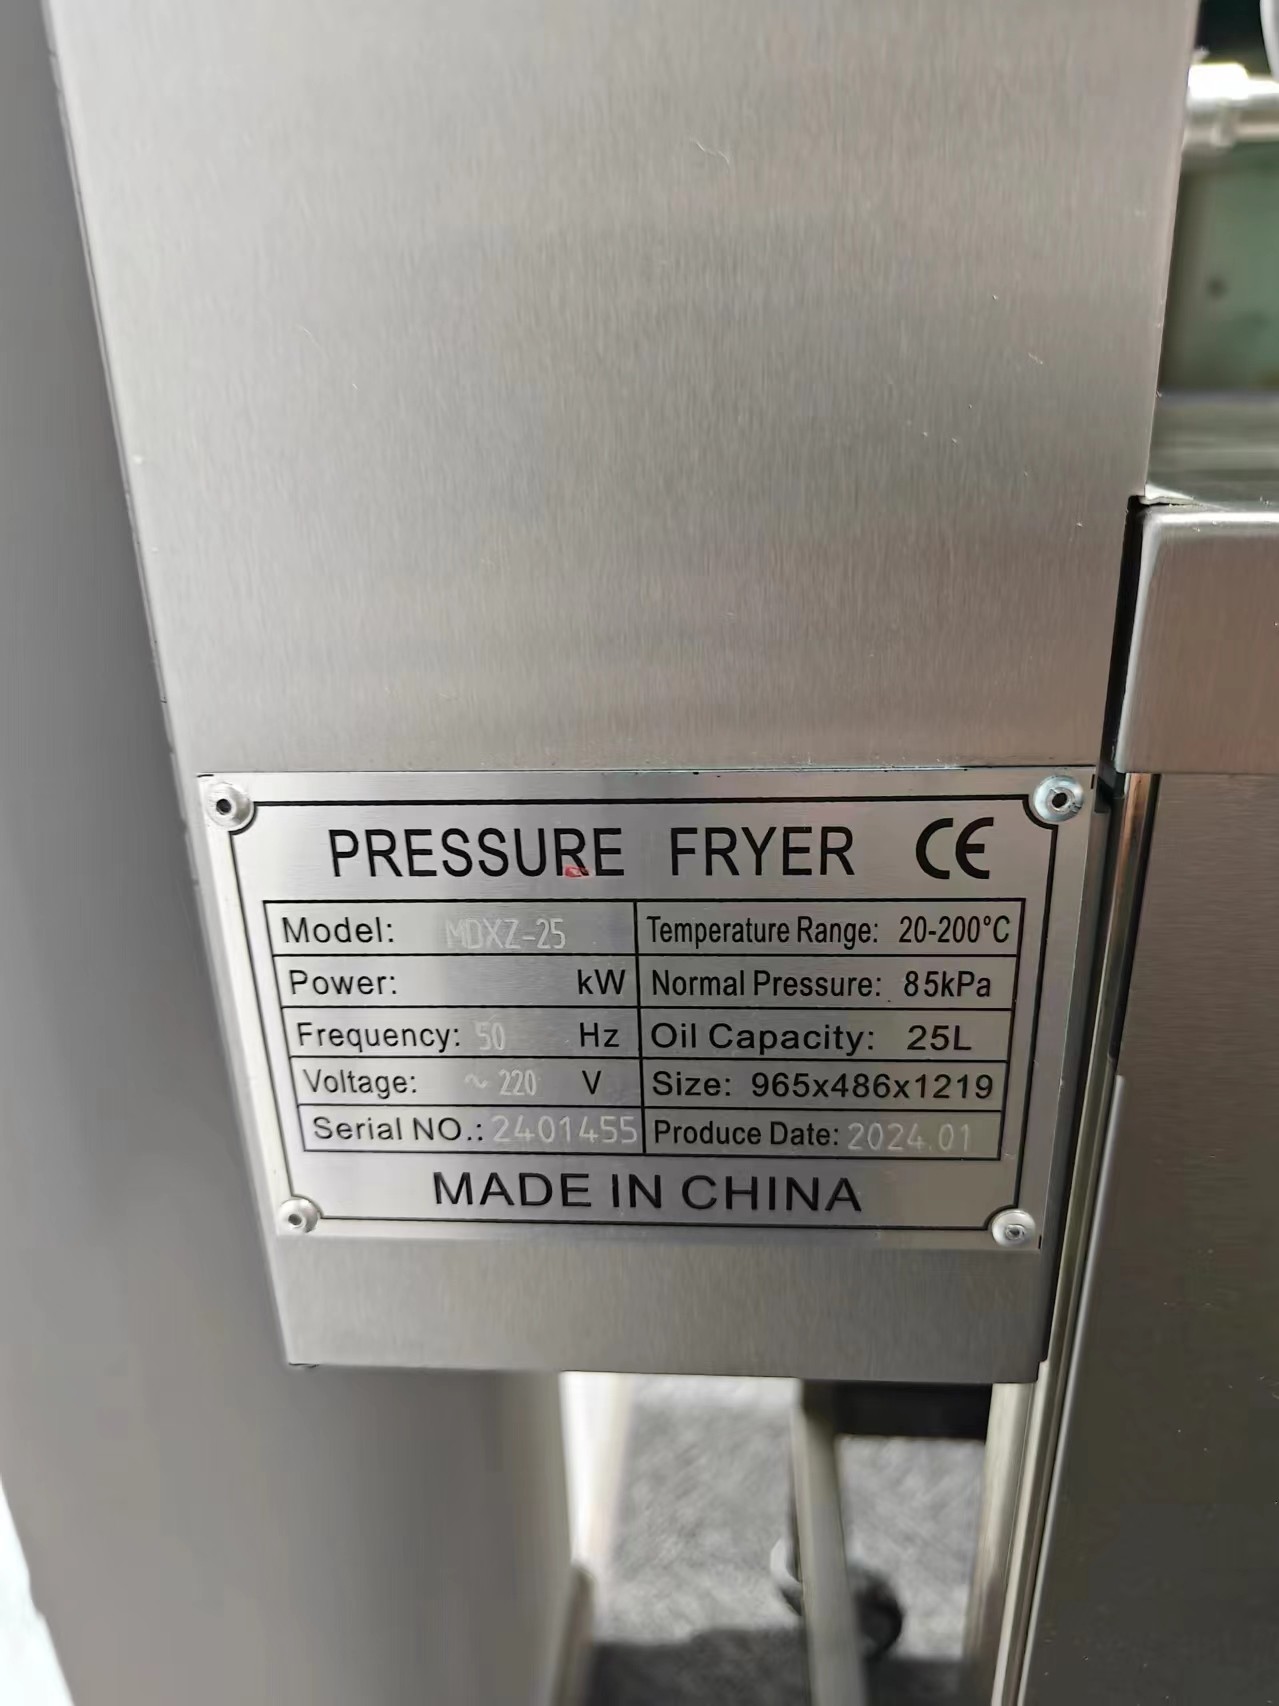 PRESSURE FRYER CE
Model: MDXZ-25 Temperature Range: 20-200°C
Power: kW Normal Pressure: 85kPa
Frequency: 50 Hz Oil Capacity: 25L
Voltage: ~ 220 V Size: 965x486x1219
Serial NO.: 2401455 Produce Date: 2024.01
MADE IN CHINA